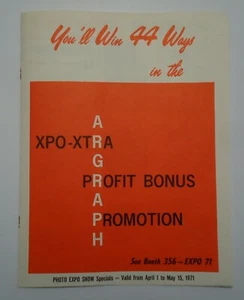 You'll Win 44 Ways
in the
A
XPO-XTRA
G
PROFIT BONUS
A
PROMOTION
H
See Booth 256 — EXPO 71
PHOTO EXPO SHOW Specials — Valid from April 1 to May 15, 1971